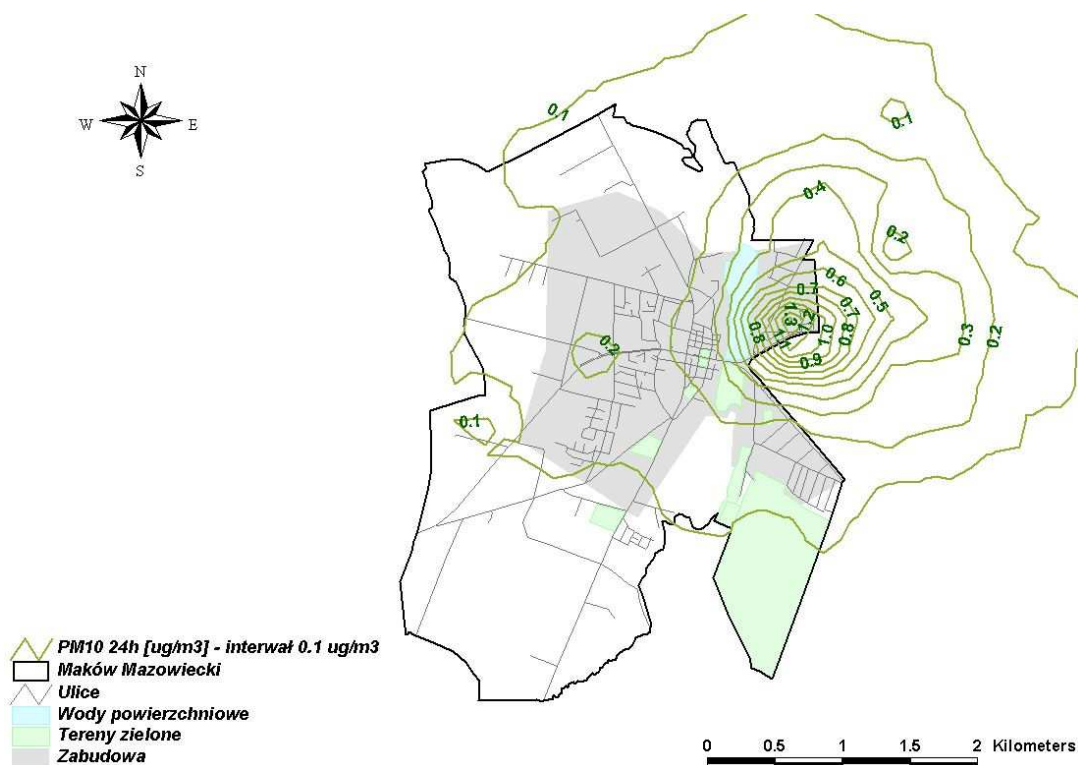 N
W E
S
0.1
0.1
0.4
0.2
0.6
0.7
0.5
0.7
1.3
1.2
0.3
0.2
0.8
1.1
1.0
0.8
0.2
0.9
0.1
PM10 24h [ug/m3] - interwał 0.1 ug/m3
Maków Mazowiecki
Ulice
Wody powierzchniowe
Tereny zielone
Zabudowa
0 0.5 1 1.5 2 Kilometers